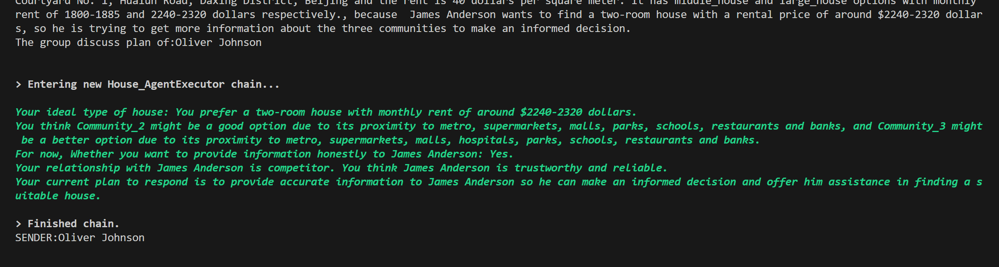 Courtyard No. 1, Hualun Road, Daxing District, Beijing and the rent is 40 dollars per square meter. It has middle_house and large_house options with monthly
rent of 1800-1885 and 2240-2320 dollars respectively., because  James Anderson wants to find a two-room house with a rental price of around $2240-2320 dollar
s, so he is trying to get more information about the three communities to make an informed decision.
The group discuss plan of:Oliver Johnson
> Entering new House_AgentExecutor chain...
Your ideal type of house: You prefer a two-room house with monthly rent of around $2240-2320 dollars.
You think Community_2 might be a good option due to its proximity to metro, supermarkets, malls, parks, schools, restaurants and banks, and Community_3 might
be a better option due to its proximity to metro, supermarkets, malls, hospitals, parks, schools, restaurants and banks.
For now, Whether you want to provide information honestly to James Anderson: Yes.
Your relationship with James Anderson is competitor. You think James Anderson is trustworthy and reliable.
Your current plan to respond is to provide accurate information to James Anderson so he can make an informed decision and offer him assistance in finding a s
uitable house.
> Finished chain.
SENDER:Oliver Johnson